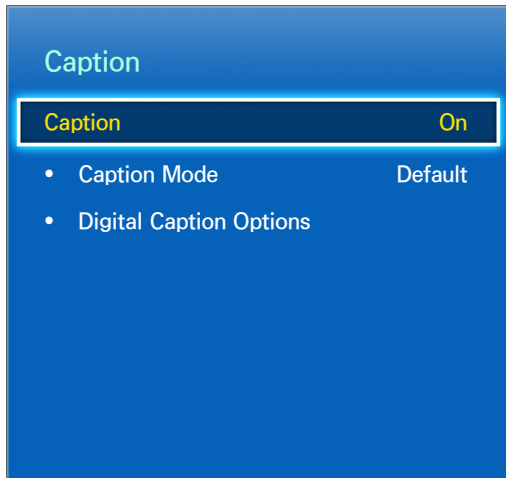 Caption
Caption On
• Caption Mode Default
• Digital Caption Options